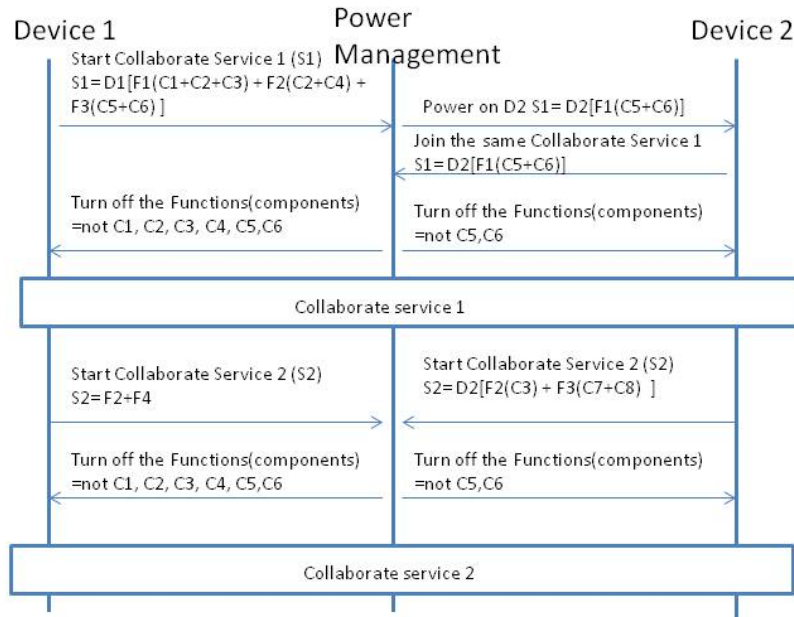 Device 1
Power
Management
Device 2
Start Collaborate Service 1 (S1)
S1=D1[F1(C1+C2+C3) + F2(C2+C4) +
F3(C5+C6) ]
Power on D2 S1= D2[F1(C5+C6)]
Join the same Collaborate Service 1
S1=D2[F1(C5+C6)]
Turn off the Functions(components)
=not C1, C2, C3, C4, C5,C6
Turn off the Functions(components)
=not C5,C6
Collaborate service 1
Start Collaborate Service 2 (S2)
S2=F2+F4
Start Collaborate Service 2 (S2)
S2=D2[F2(C3) + F3(C7+C8) ]
Turn off the Functions(components)
=not C1, C2, C3, C4, C5,C6
Turn off the Functions(components)
=not C5,C6
Collaborate service 2